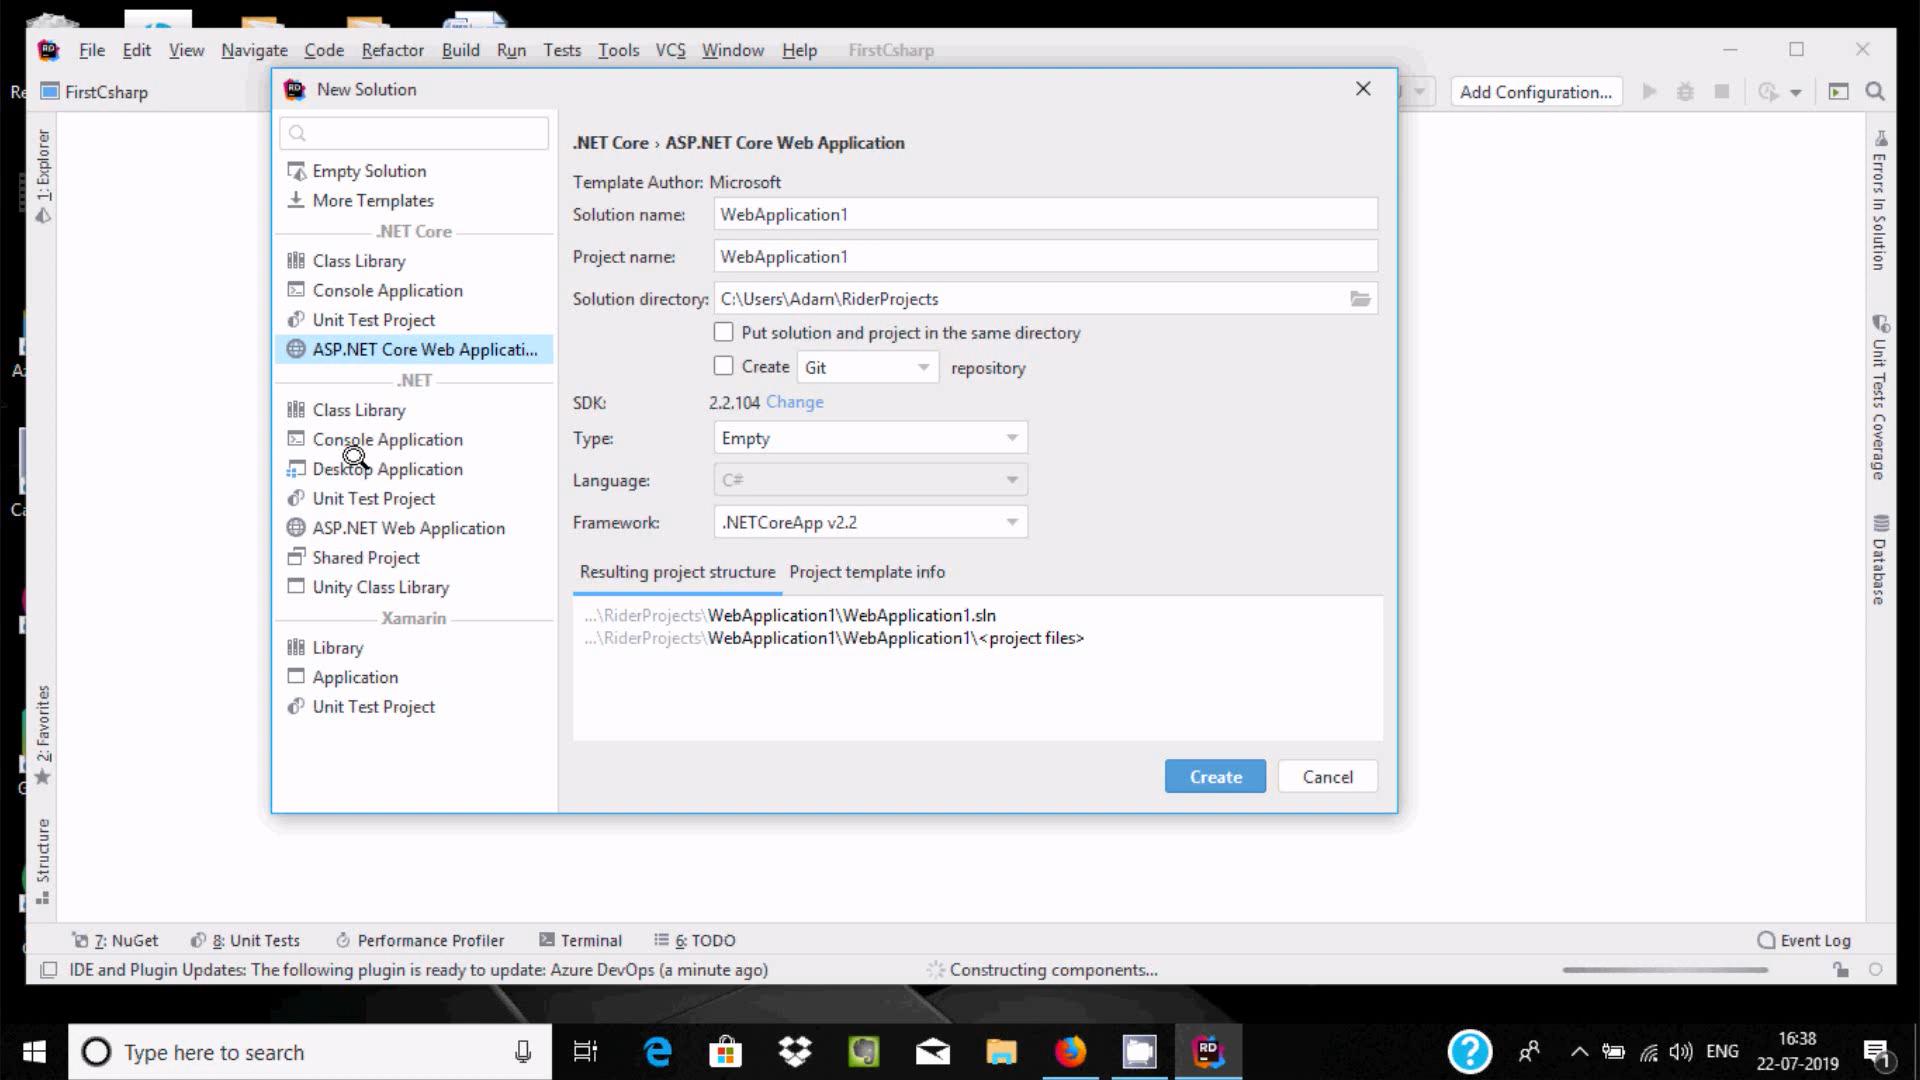 File Edit View Navigate Code Refactor Build Run Tests Tools VCS Window Help FirstCsharp
FirstCsharp
Add Configuration...
New Solution
Empty Solution
More Templates
.NET Core
Class Library
Console Application
Unit Test Project
ASP.NET Core Web Applicati...
.NET
Class Library
Console Application
Desktop Application
Unit Test Project
ASP.NET Web Application
Shared Project
Unity Class Library
Xamarin
Library
Application
Unit Test Project
.NET Core › ASP.NET Core Web Application
Template Author: Microsoft
Solution name: WebApplication1
Project name: WebApplication1
Solution directory: C:\Users\Adam\RiderProjects
Put solution and project in the same directory
Create Git repository
SDK: 2.2.104 Change
Type: Empty
Language: C#
Framework: .NETCoreApp v2.2
Resulting project structure Project template info
...\RiderProjects\WebApplication1\WebApplication1.sln
...\RiderProjects\WebApplication1\WebApplication1\<project files>
Create Cancel
1: Explorer
2: Favorites
Structure
Errors In Solution
Unit Tests Coverage
Database
7: NuGet 8: Unit Tests Performance Profiler Terminal 6: TODO Event Log
IDE and Plugin Updates: The following plugin is ready to update: Azure DevOps (a minute ago) Constructing components...
Type here to search
RD
ENG
16:38
22-07-2019
1